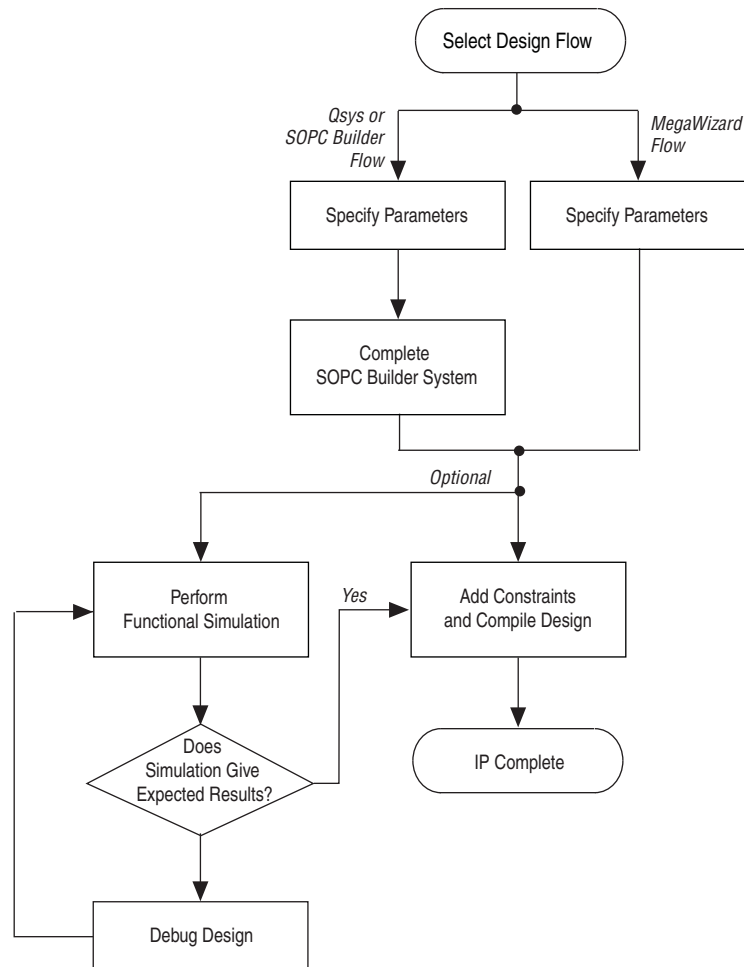 Select Design Flow
Qsys or
SOPC Builder
Flow
MegaWizard
Flow
Specify Parameters
Specify Parameters
Complete
SOPC Builder System
Optional
Perform
Functional Simulation
Yes
Add Constraints
and Compile Design
Does
Simulation Give
Expected Results?
IP Complete
Debug Design